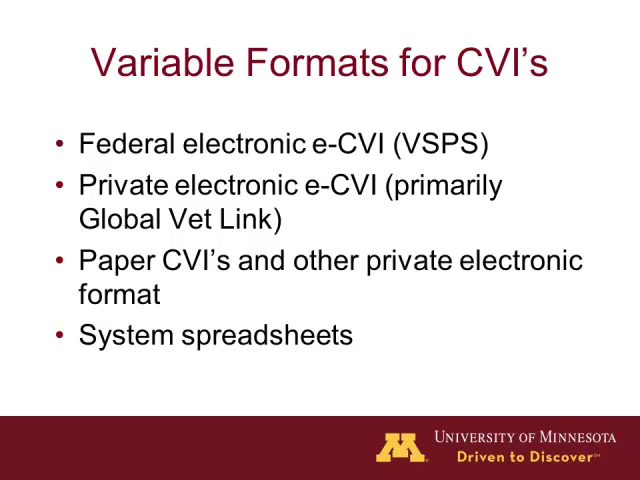 Variable Formats for CVI's
• Federal electronic e-CVI (VSPS)
• Private electronic e-CVI (primarily
Global Vet Link)
• Paper CVI's and other private electronic
format
• System spreadsheets
M
UNIVERSITY OF MINNESOTA
Driven to Discover℠